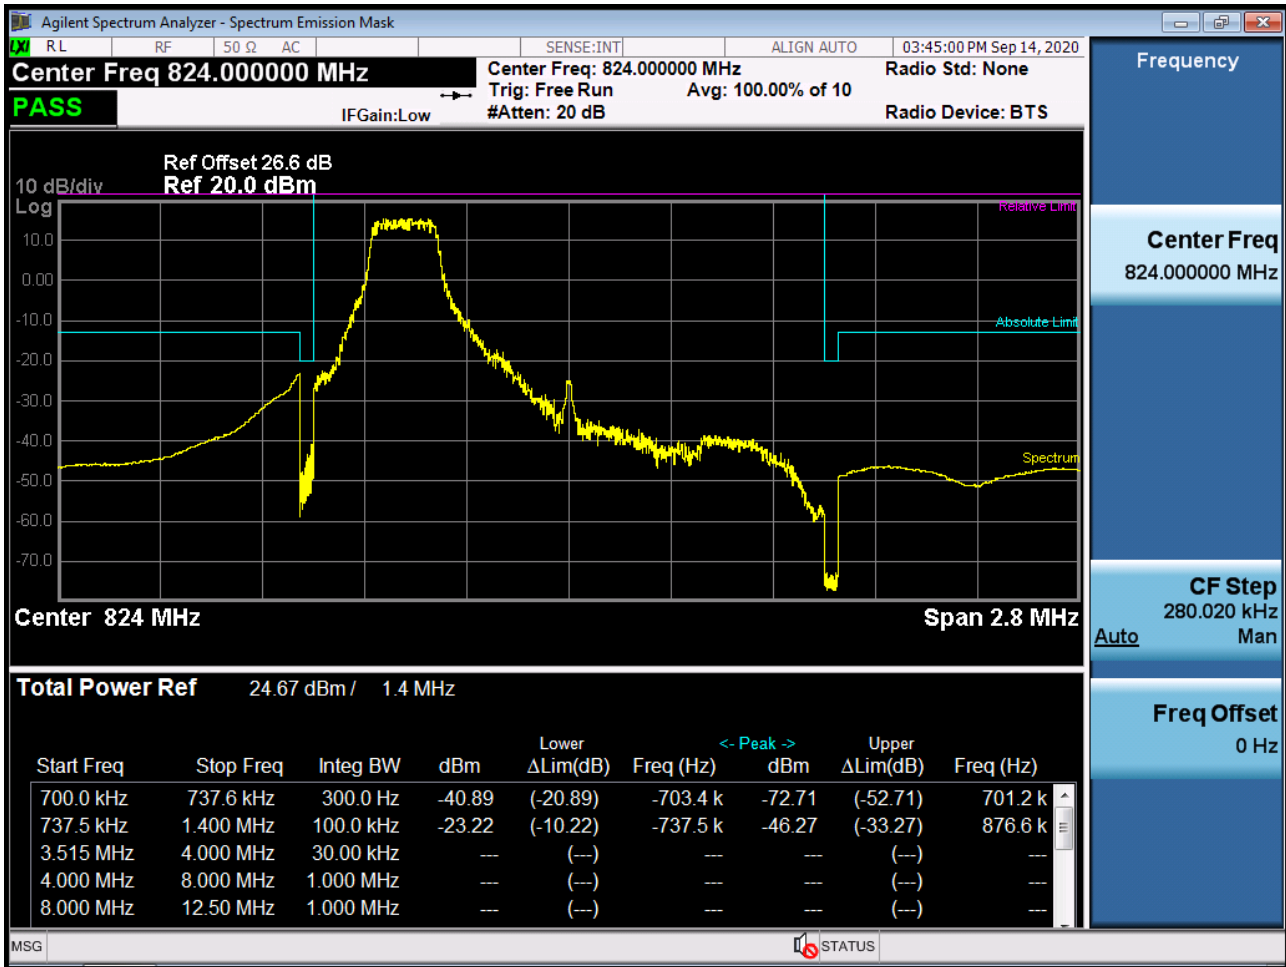 Agilent Spectrum Analyzer - Spectrum Emission Mask
LXI RL RF 50 Ω AC SENSE:INT ALIGN AUTO 03:45:00 PM Sep 14, 2020
Center Freq 824.000000 MHz
Center Freq: 824.000000 MHz Radio Std: None
Trig: Free Run Avg: 100.00% of 10
PASS
IFGain:Low #Atten: 20 dB Radio Device: BTS
Ref Offset 26.6 dB
10 dB/div Ref 20.0 dBm
Log
Relative Limit
10.0
0.00
-10.0
Absolute Limit
-20.0
-30.0
-40.0
Spectrum
-50.0
-60.0
-70.0
Center 824 MHz Span 2.8 MHz
Total Power Ref 24.67 dBm / 1.4 MHz
Lower <- Peak -> Upper
Start Freq Stop Freq Integ BW dBm ΔLim(dB) Freq (Hz) dBm ΔLim(dB) Freq (Hz)
700.0 kHz 737.6 kHz 300.0 Hz -40.89 (-20.89) -703.4 k -72.71 (-52.71) 701.2 k
737.5 kHz 1.400 MHz 100.0 kHz -23.22 (-10.22) -737.5 k -46.27 (-33.27) 876.6 k
3.515 MHz 4.000 MHz 30.00 kHz --- (---) --- --- (---) ---
4.000 MHz 8.000 MHz 1.000 MHz --- (---) --- --- (---) ---
8.000 MHz 12.50 MHz 1.000 MHz --- (---) --- --- (---) ---
MSG STATUS
Frequency
Center Freq
824.000000 MHz
CF Step
280.020 kHz
Auto Man
Freq Offset
0 Hz